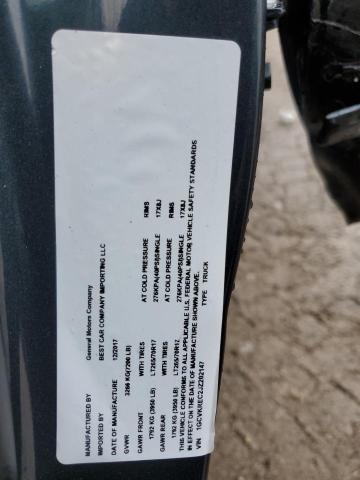 MANUFACTURED BY General Motors Company
IMPORTED BY BEST CAR COMPANY IMPORTING LLC
DATE OF MANUFACTURE 12/2017
GVWR 3266 KG(7200 LB)
GAWR FRONT WITH TIRES AT COLD PRESSURE RIMS
1792 KG (3950 LB) LT265/70R17 276KPA(40PSI)SINGLE 17X8J
GAWR REAR WITH TIRES AT COLD PRESSURE RIMS
1792 KG (3950 LB) LT265/70R17 276KPA(40PSI)SINGLE 17X8J
THIS VEHICLE CONFORMS TO ALL APPLICABLE U.S. FEDERAL MOTOR VEHICLE SAFETY STANDARDS
IN EFFECT ON THE DATE OF MANUFACTURE SHOWN ABOVE.
VIN TYPE TRUCK